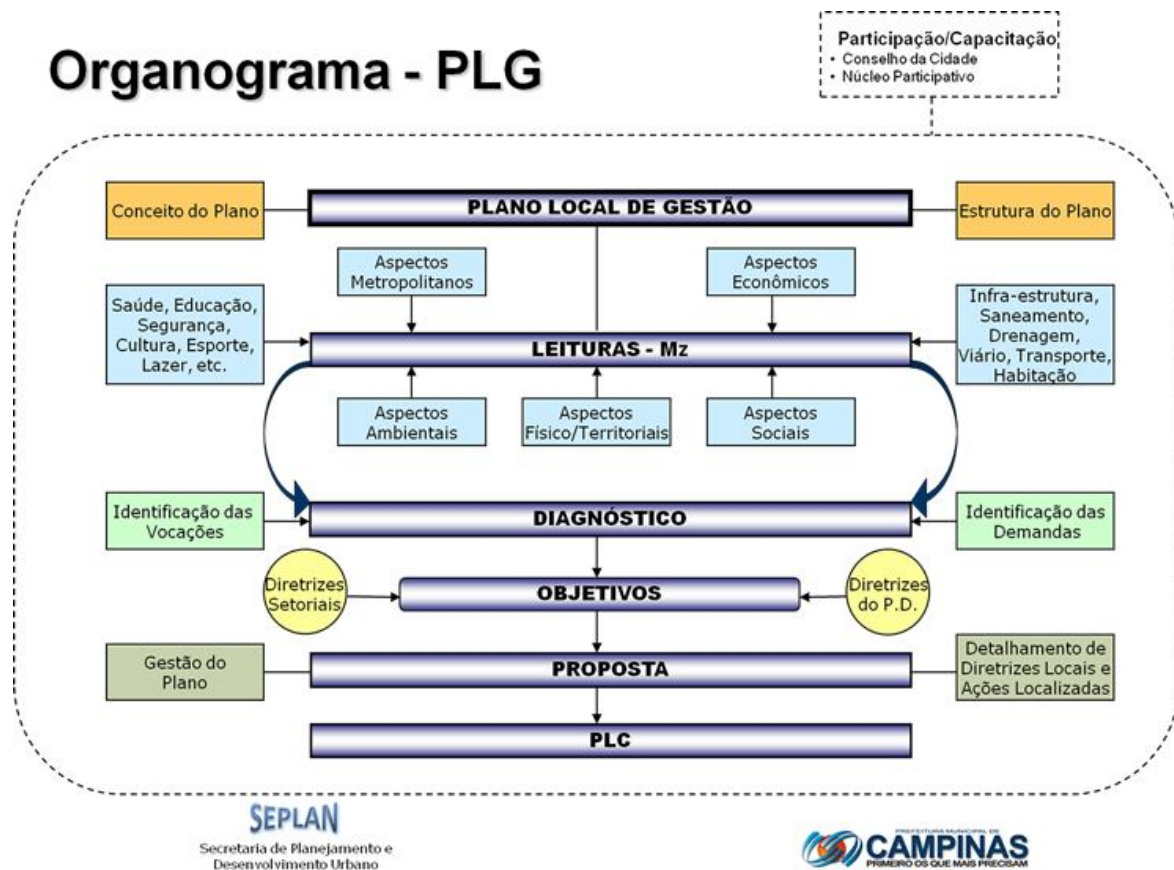 Organograma - PLG
Participação/Capacitação
• Conselho da Cidade
• Núcleo Participativo
Conceito do Plano
PLANO LOCAL DE GESTÃO
Estrutura do Plano
Aspectos
Metropolitanos
Aspectos
Econômicos
Saúde, Educação,
Segurança,
Cultura, Esporte,
Lazer, etc.
LEITURAS - Mz
Infra-estrutura,
Saneamento,
Drenagem,
Viário, Transporte,
Habitação
Aspectos
Ambientais
Aspectos
Físico/Territoriais
Aspectos
Sociais
Identificação das
Vocações
DIAGNÓSTICO
Identificação das
Demandas
Diretrizes
Setoriais
OBJETIVOS
Diretrizes
do P.D.
Gestão do
Plano
PROPOSTA
Detalhamento de
Diretrizes Locais e
Ações Localizadas
PLC
SEPLAN
Secretaria de Planejamento e
Desenvolvimento Urbano
PREFEITURA MUNICIPAL DE
CAMPINAS
PRIMEIRO OS QUE MAIS PRECISAM